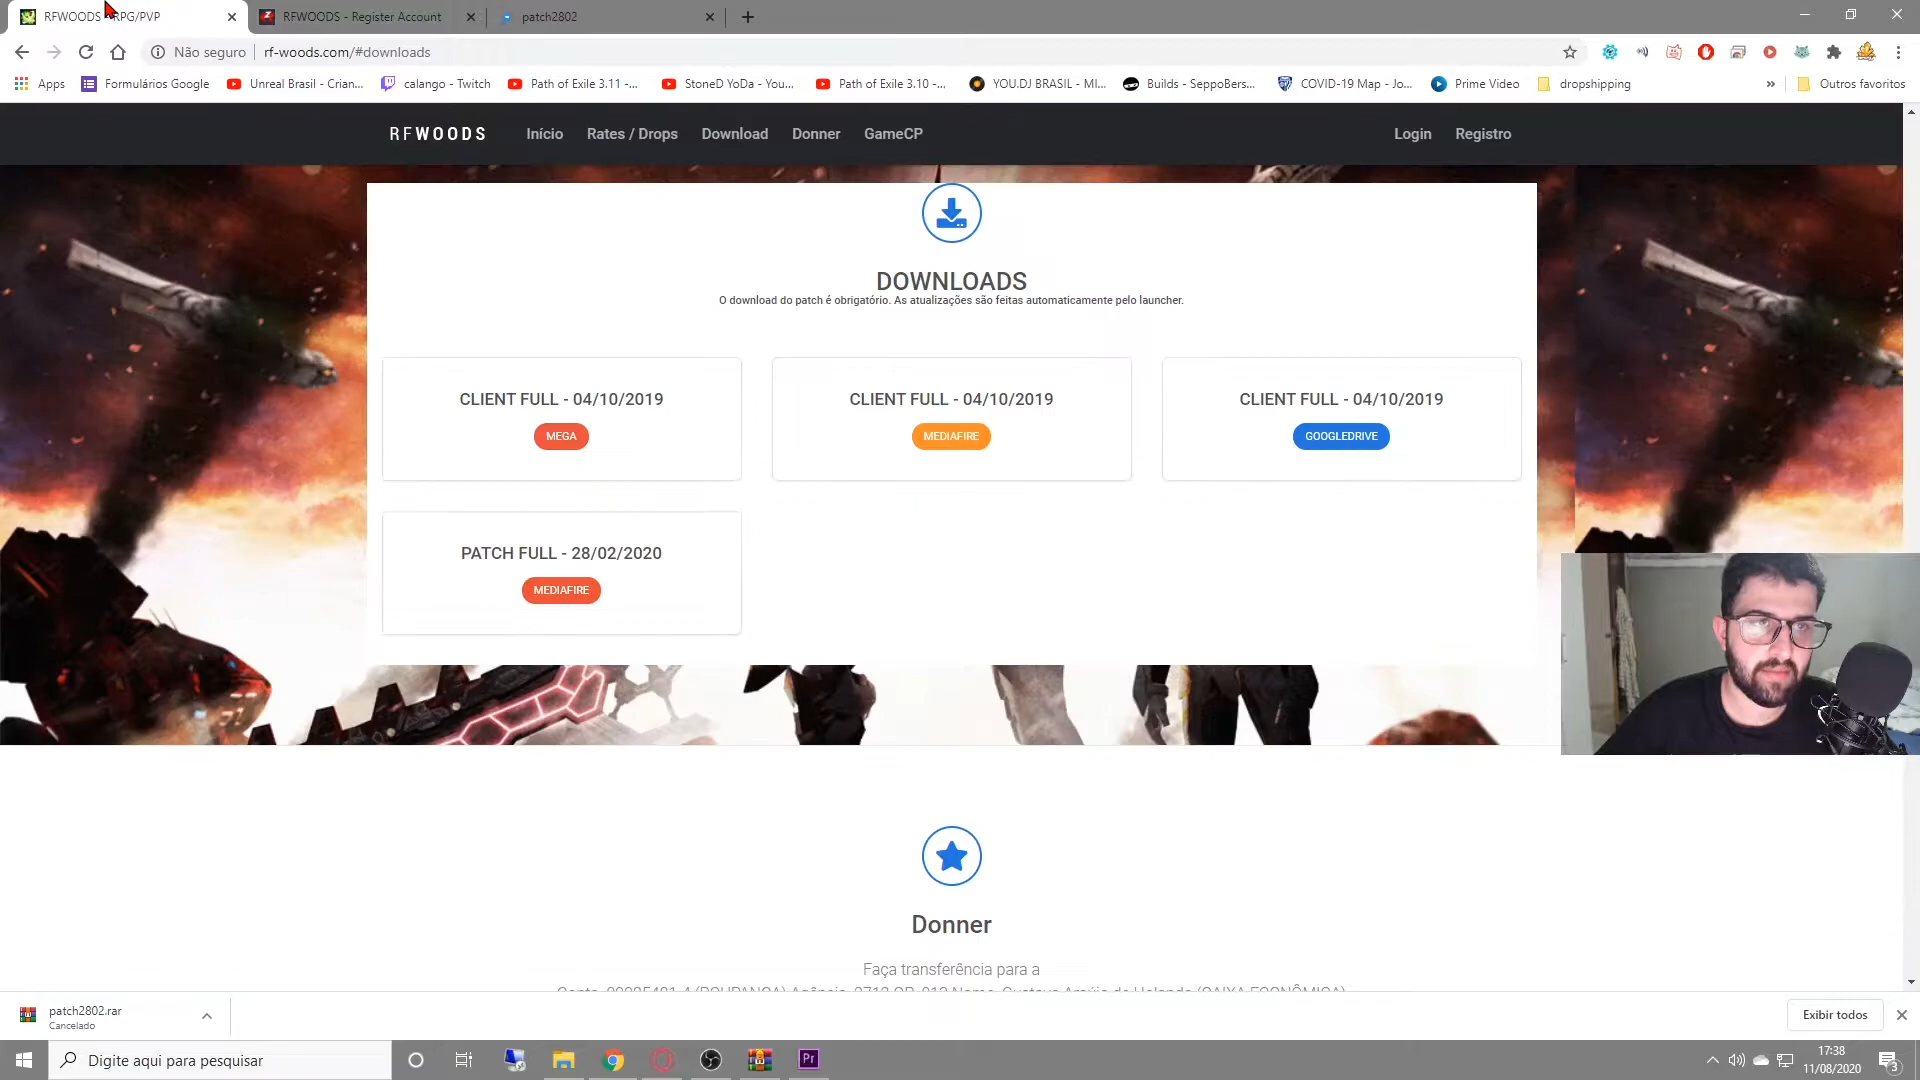 RFWOODS - RPG/PVP
RFWOODS - Register Account
patch2802
Não seguro
rf-woods.com/#downloads
Apps
Formulários Google
Unreal Brasil - Crian...
calango - Twitch
Path of Exile 3.11 -...
StoneD YoDa - You...
Path of Exile 3.10 -...
YOU.DJ BRASIL - MI...
Builds - SeppoBers...
COVID-19 Map - Jo...
Prime Video
dropshipping
»
Outros favoritos
RFWOODS
Início
Rates / Drops
Download
Donner
GameCP
Login
Registro
DOWNLOADS
O download do patch é obrigatório. As atualizações são feitas automaticamente pelo launcher.
CLIENT FULL - 04/10/2019
MEGA
CLIENT FULL - 04/10/2019
MEDIAFIRE
CLIENT FULL - 04/10/2019
GOOGLEDRIVE
PATCH FULL - 28/02/2020
MEDIAFIRE
Donner
Faça transferência para a
patch2802.rar
Cancelado
Exibir todos
Digite aqui para pesquisar
Pr
17:38
11/08/2020
3